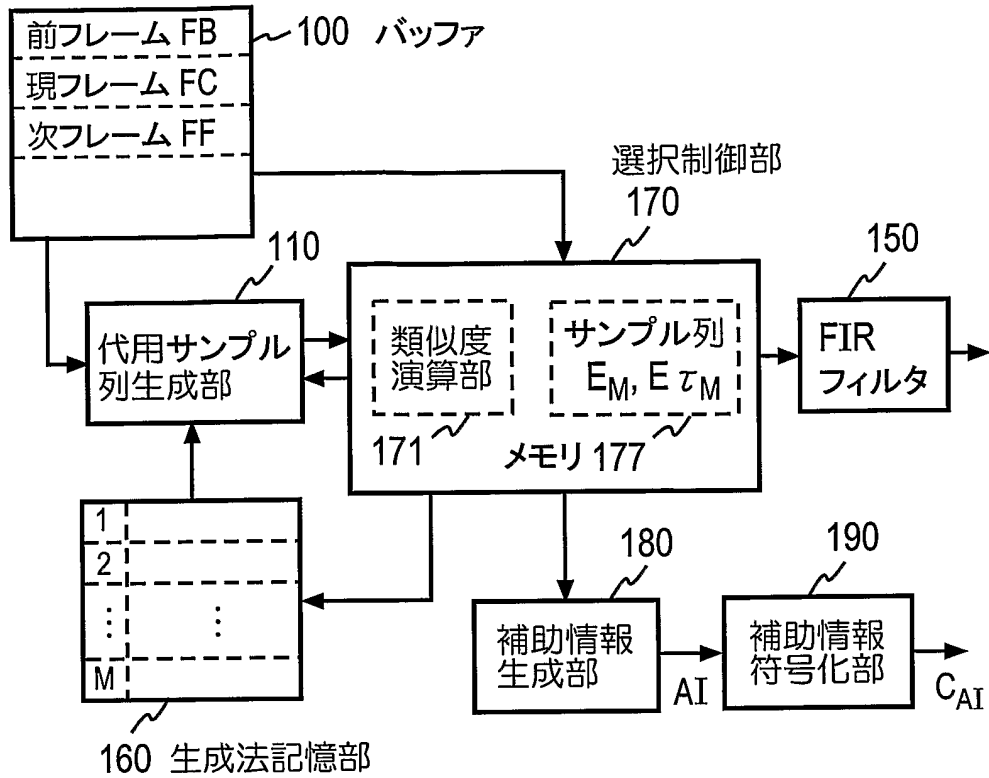 前フレーム FB
現フレーム FC
次フレーム FF
100 バッファ
選択制御部
170
110
150
代用サンプル
列生成部
類似度
演算部
171
サンプル列
E_M, E τ_M
メモリ 177
FIR
フィルタ
1
2
⋮ ⋮
M
160 生成法記憶部
180
190
補助情報
生成部
AI
補助情報
符号化部
C_AI